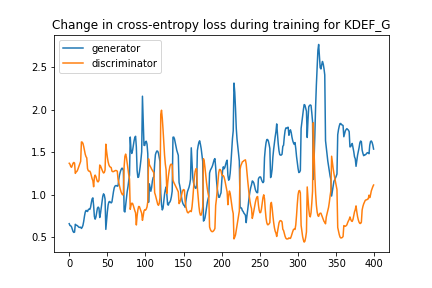 Change in cross-entropy loss during training for KDEF_G
generator
discriminator
2.5
2.0
1.5
1.0
0.5
0 50 100 150 200 250 300 350 400